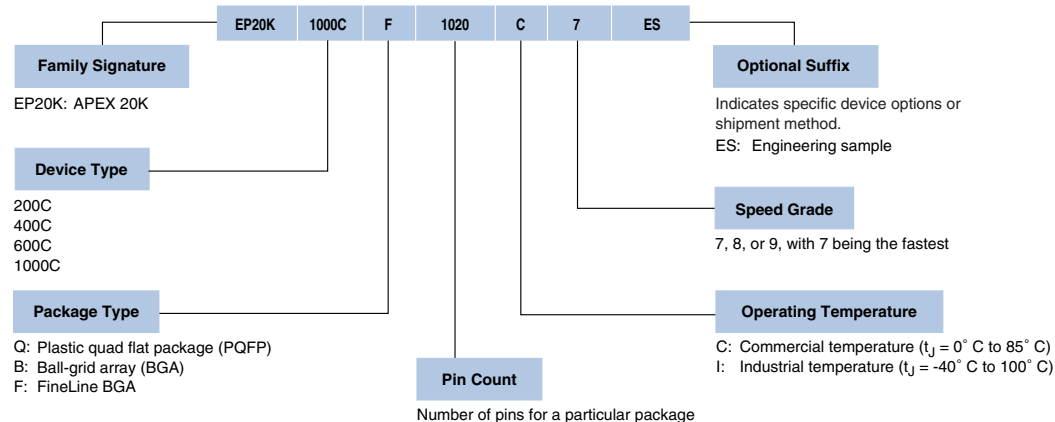 EP20K 1000C F 1020 C 7 ES
Family Signature
EP20K: APEX 20K
Optional Suffix
Indicates specific device options or
shipment method.
ES: Engineering sample
Device Type
200C
400C
600C
1000C
Speed Grade
7, 8, or 9, with 7 being the fastest
Package Type
Q: Plastic quad flat package (PQFP)
B: Ball-grid array (BGA)
F: FineLine BGA
Operating Temperature
C: Commercial temperature (tJ = 0° C to 85° C)
I: Industrial temperature (tJ = -40° C to 100° C)
Pin Count
Number of pins for a particular package